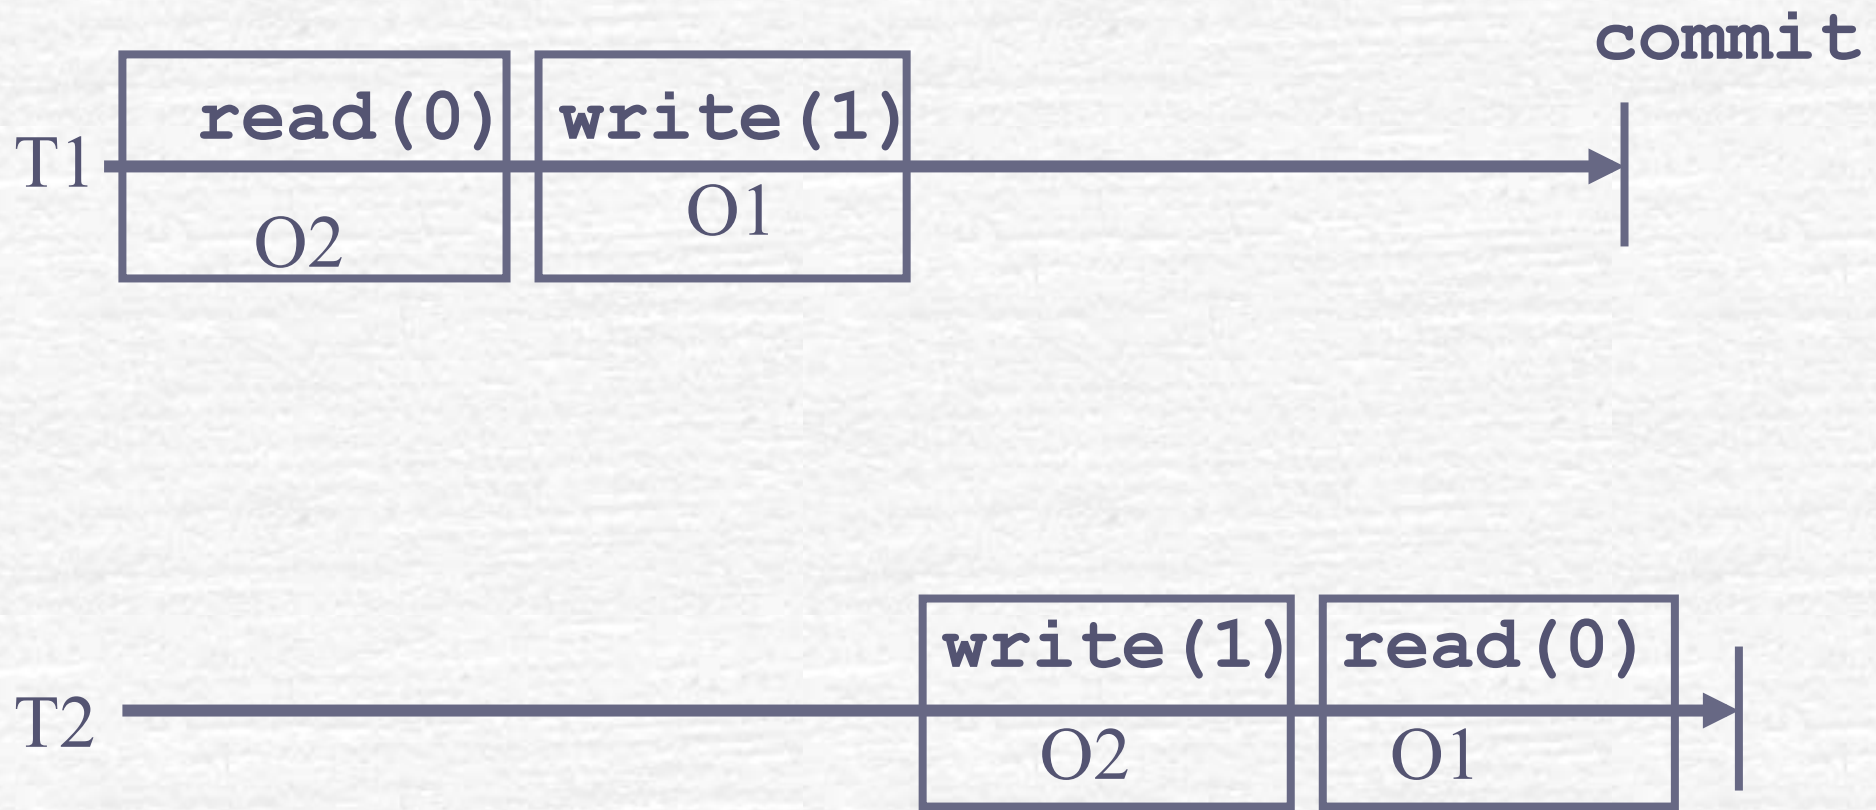 commit
read(0) write(1)
T1
O2 O1
write(1) read(0)
T2
O2 O1